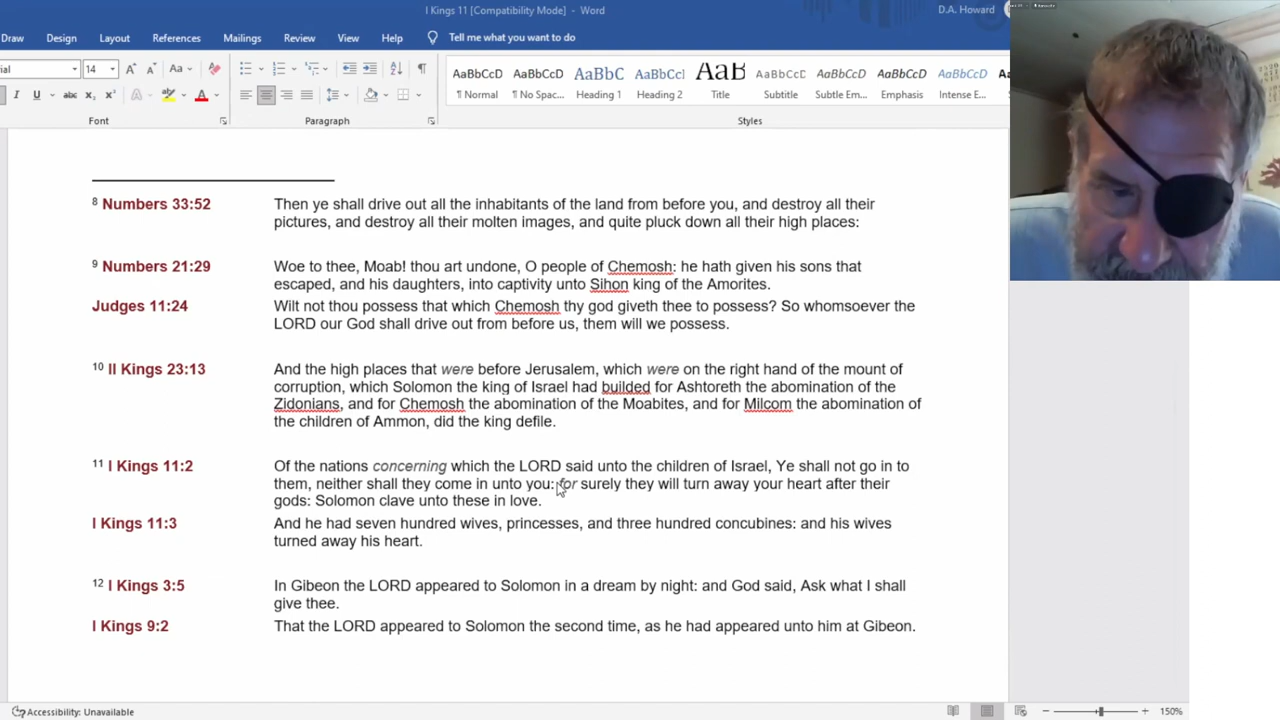 I Kings 11 [Compatibility Mode] - Word
D.A. Howard
Draw Design Layout References Mailings Review View Help Tell me what you want to do
ial 14 A A Aa
I U abc x₂ x² A A
AaBbCcD AaBbCcD AaBbC AaBbCcI AaB AaBbCcD AaBbCcD AaBbCcD AaBbCcD
¶ Normal ¶ No Spac... Heading 1 Heading 2 Title Subtitle Subtle Em... Emphasis Intense E...
Font Paragraph Styles
8 Numbers 33:52 Then ye shall drive out all the inhabitants of the land from before you, and destroy all their
pictures, and destroy all their molten images, and quite pluck down all their high places:
9 Numbers 21:29 Woe to thee, Moab! thou art undone, O people of Chemosh: he hath given his sons that
escaped, and his daughters, into captivity unto Sihon king of the Amorites.
Judges 11:24 Wilt not thou possess that which Chemosh thy god giveth thee to possess? So whomsoever the
LORD our God shall drive out from before us, them will we possess.
10 II Kings 23:13 And the high places that were before Jerusalem, which were on the right hand of the mount of
corruption, which Solomon the king of Israel had builded for Ashtoreth the abomination of the
Zidonians, and for Chemosh the abomination of the Moabites, and for Milcom the abomination of
the children of Ammon, did the king defile.
11 I Kings 11:2 Of the nations concerning which the LORD said unto the children of Israel, Ye shall not go in to
them, neither shall they come in unto you: for surely they will turn away your heart after their
gods: Solomon clave unto these in love.
I Kings 11:3 And he had seven hundred wives, princesses, and three hundred concubines: and his wives
turned away his heart.
12 I Kings 3:5 In Gibeon the LORD appeared to Solomon in a dream by night: and God said, Ask what I shall
give thee.
I Kings 9:2 That the LORD appeared to Solomon the second time, as he had appeared unto him at Gibeon.
Accessibility: Unavailable
150%